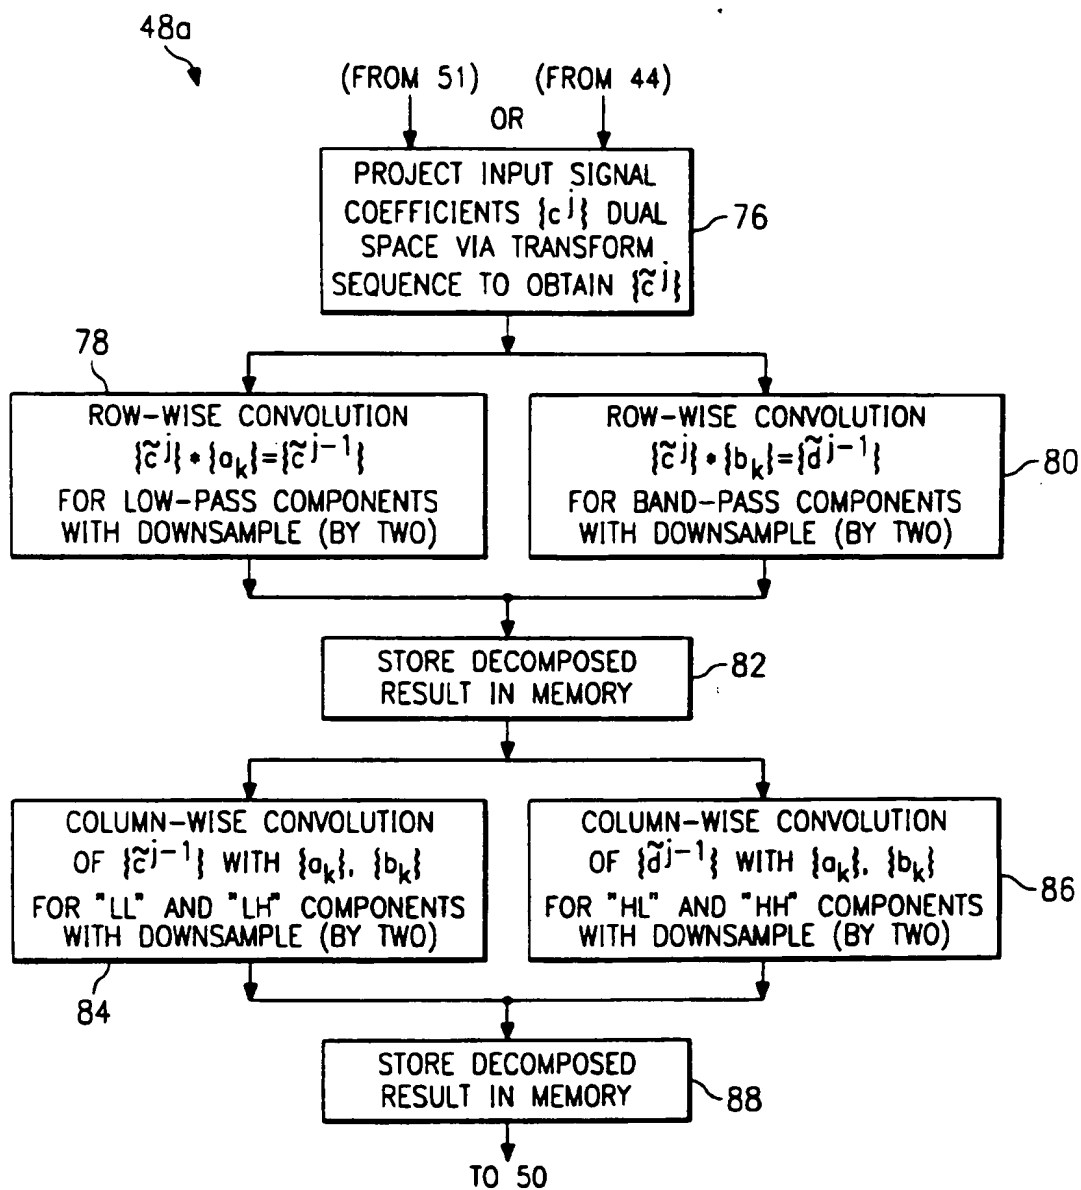 48a
(FROM 51) (FROM 44)
OR
PROJECT INPUT SIGNAL
COEFFICIENTS {c^j} DUAL
SPACE VIA TRANSFORM
SEQUENCE TO OBTAIN {c̃^j}
76
78
ROW-WISE CONVOLUTION
{c̃^j} * {a_k}={c̃^j-1}
FOR LOW-PASS COMPONENTS
WITH DOWNSAMPLE (BY TWO)
ROW-WISE CONVOLUTION
{c̃^j} * {b_k}={d̃^j-1}
FOR BAND-PASS COMPONENTS
WITH DOWNSAMPLE (BY TWO)
80
STORE DECOMPOSED
RESULT IN MEMORY
82
COLUMN-WISE CONVOLUTION
OF {c̃^j-1} WITH {a_k}, {b_k}
FOR "LL" AND "LH" COMPONENTS
WITH DOWNSAMPLE (BY TWO)
84
COLUMN-WISE CONVOLUTION
OF {d̃^j-1} WITH {a_k}, {b_k}
FOR "HL" AND "HH" COMPONENTS
WITH DOWNSAMPLE (BY TWO)
86
STORE DECOMPOSED
RESULT IN MEMORY
88
TO 50